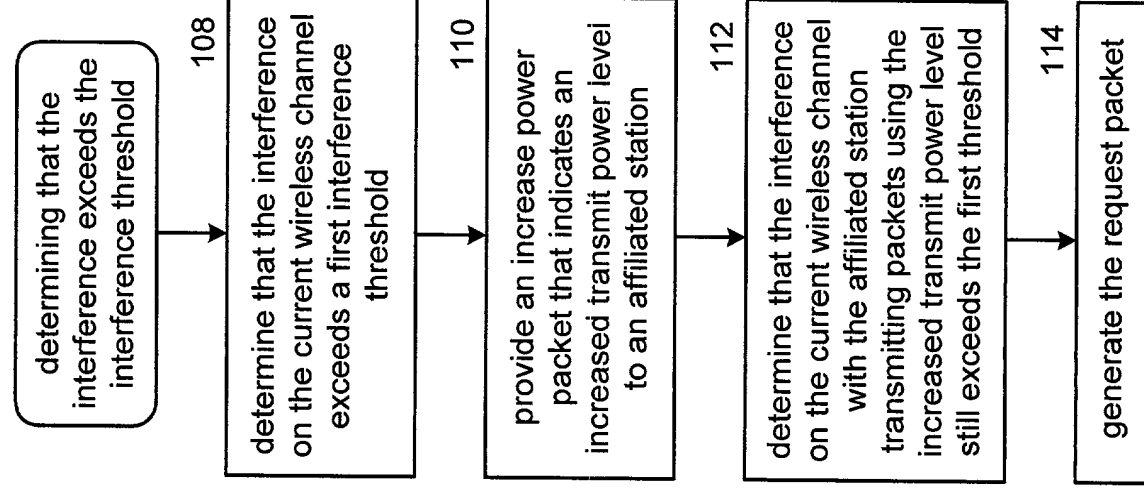 determining that the
interference exceeds the
interference threshold
108
determine that the interference
on the current wireless channel
exceeds a first interference
threshold
110
provide an increase power
packet that indicates an
increased transmit power level
to an affiliated station
112
determine that the interference
on the current wireless channel
with the affiliated station
transmitting packets using the
increased transmit power level
still exceeds the first threshold
114
generate the request packet